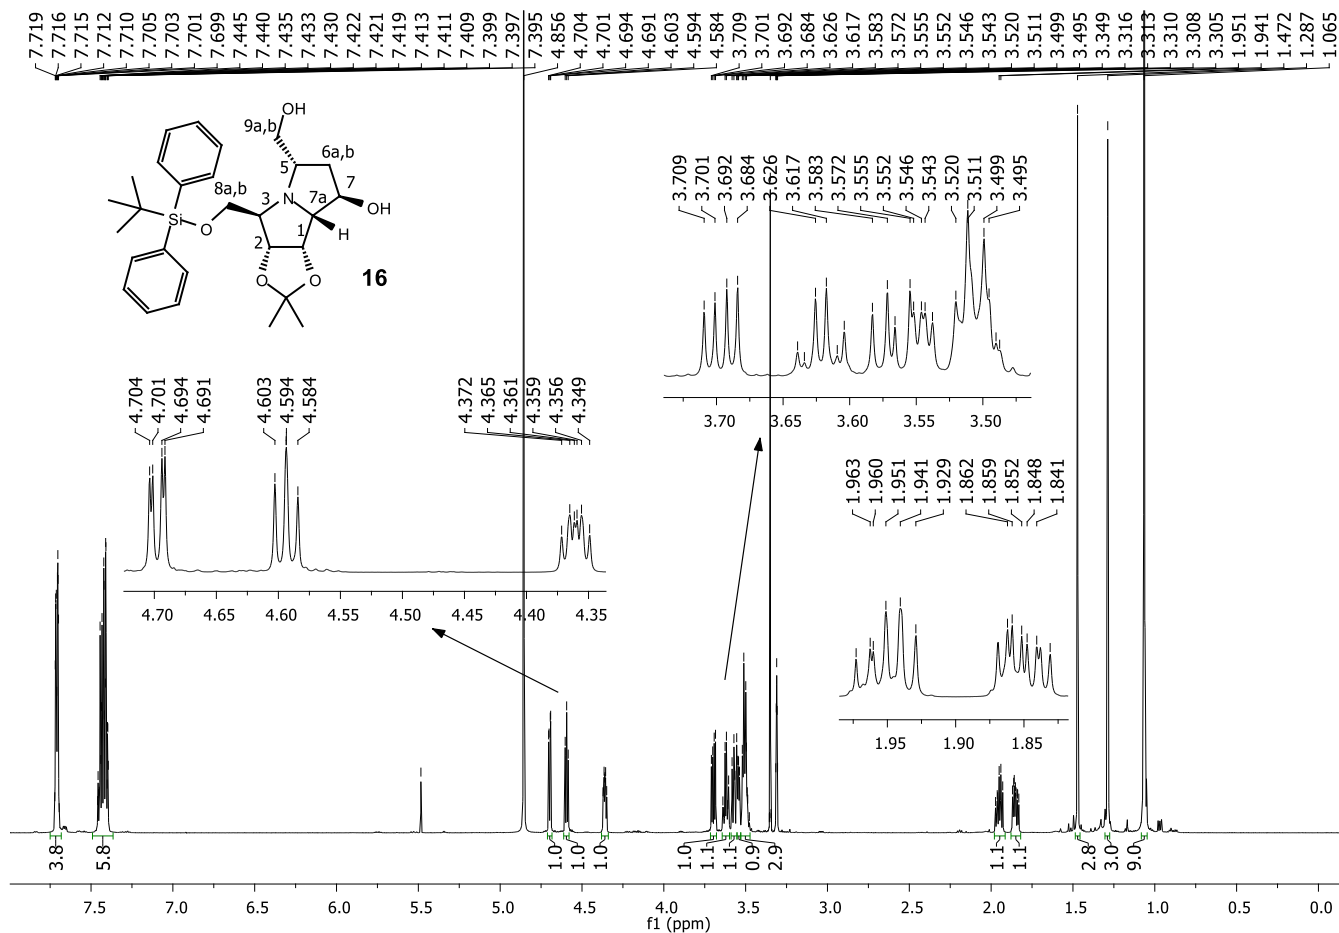 7.719 7.716 7.715 7.712 7.710 7.705 7.703 7.701 7.699 7.445 7.440 7.435 7.433 7.430 7.422 7.421 7.419 7.413 7.411 7.409 7.399 7.397 7.395 4.856 4.704 4.701 4.694 4.691 4.603 4.594 4.584 3.709 3.701 3.692 3.684 3.626 3.617 3.583 3.572 3.555 3.552 3.546 3.543 3.520 3.511 3.499 3.495 3.349 3.316 3.313 3.310 3.308 3.305 1.951 1.941 1.472 1.287 1.065
OH
9a,b
6a,b
5
8a,b
3
N
7a
7
OH
Si
O
1
H
2
O
O
16
3.709 3.701 3.692 3.684 3.626 3.617 3.583 3.572 3.555 3.552 3.546 3.543 3.520 3.511 3.499 3.495
3.70 3.65 3.60 3.55 3.50
4.704 4.701 4.694 4.691 4.603 4.594 4.584 4.372 4.365 4.361 4.359 4.356 4.349
4.70 4.65 4.60 4.55 4.50 4.45 4.40 4.35
1.963 1.960 1.951 1.941 1.929 1.862 1.859 1.852 1.848 1.841
1.95 1.90 1.85
3.8 5.8 1.0 1.0 1.0 1.0 1.1 1.1 0.9 2.9 1.1 1.1 2.8 3.0 9.0
7.5 7.0 6.5 6.0 5.5 5.0 4.5 4.0 3.5 3.0 2.5 2.0 1.5 1.0 0.5 0.0
f1 (ppm)